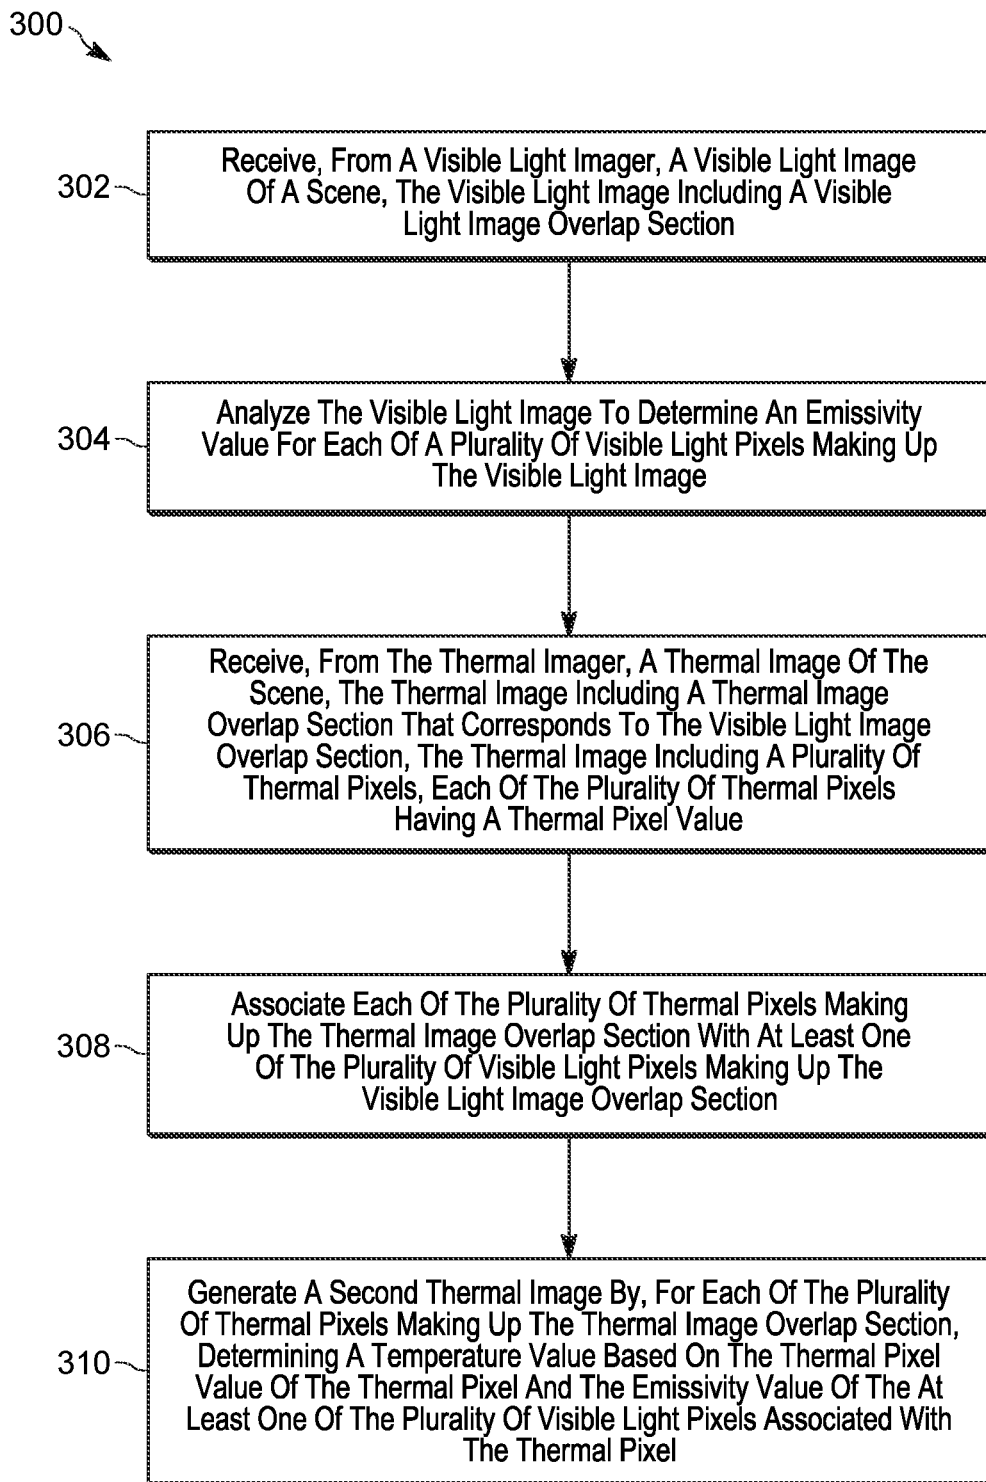 300
302
Receive, From A Visible Light Imager, A Visible Light Image
Of A Scene, The Visible Light Image Including A Visible
Light Image Overlap Section
304
Analyze The Visible Light Image To Determine An Emissivity
Value For Each Of A Plurality Of Visible Light Pixels Making Up
The Visible Light Image
306
Receive, From The Thermal Imager, A Thermal Image Of The
Scene, The Thermal Image Including A Thermal Image
Overlap Section That Corresponds To The Visible Light Image
Overlap Section, The Thermal Image Including A Plurality Of
Thermal Pixels, Each Of The Plurality Of Thermal Pixels
Having A Thermal Pixel Value
308
Associate Each Of The Plurality Of Thermal Pixels Making
Up The Thermal Image Overlap Section With At Least One
Of The Plurality Of Visible Light Pixels Making Up The
Visible Light Image Overlap Section
310
Generate A Second Thermal Image By, For Each Of The Plurality
Of Thermal Pixels Making Up The Thermal Image Overlap Section,
Determining A Temperature Value Based On The Thermal Pixel
Value Of The Thermal Pixel And The Emissivity Value Of The At
Least One Of The Plurality Of Visible Light Pixels Associated With
The Thermal Pixel